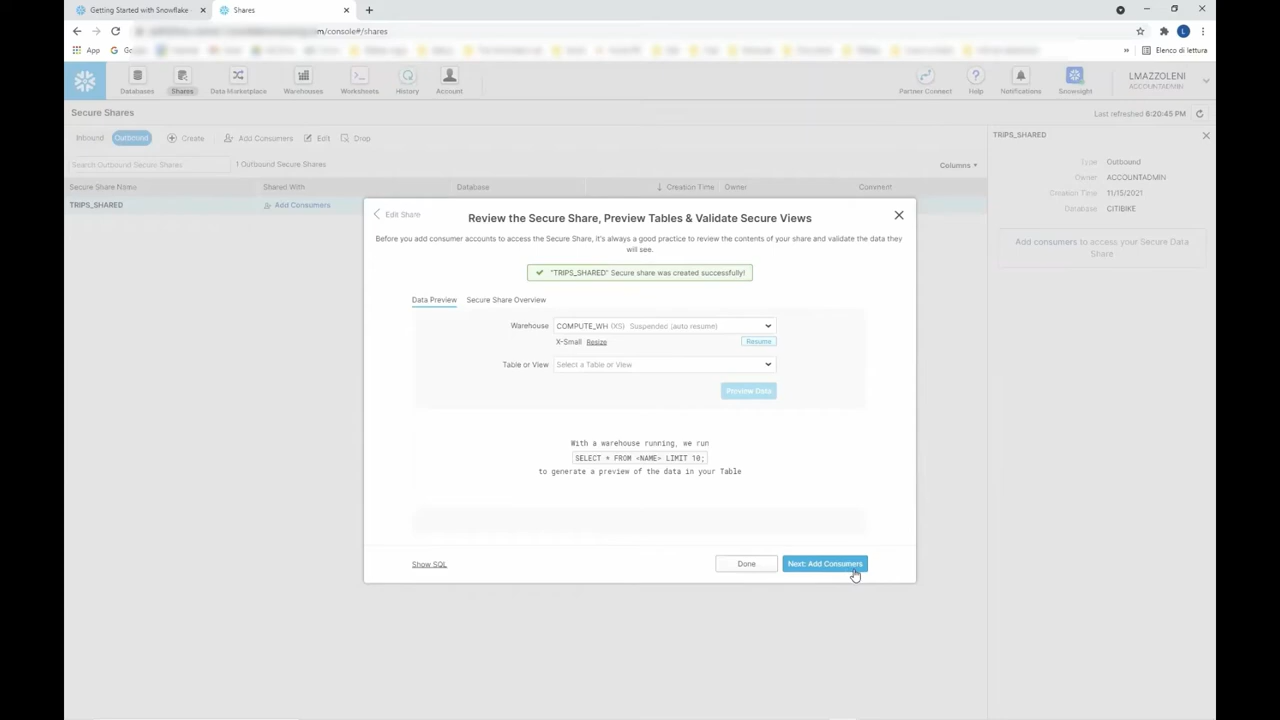 Getting Started with Snowflake
Shares
m/console#/shares
App
Elenco di lettura
Databases
Shares
Data Marketplace
Warehouses
Worksheets
History
Account
Partner Connect
Help
Notifications
Snowsight
LMAZZOLENI
Secure Shares
Last refreshed 6:20:45 PM
Inbound
Outbound
Create
Add Consumers
Edit
Drop
TRIPS_SHARED
Search Outbound Secure Shares
1 Outbound Secure Shares
Columns
Type Outbound
Owner ACCOUNTADMIN
Creation Time 11/15/2021
Database CITIBIKE
Secure Share Name
Shared With
Database
Creation Time
Owner
Comment
TRIPS_SHARED
Add Consumers
Add consumers to access your Secure Data
Share
Edit Share
Review the Secure Share, Preview Tables & Validate Secure Views
Before you add consumer accounts to access the Secure Share, it's always a good practice to review the contents of your share and validate the data they
will see.
"TRIPS_SHARED" Secure share was created successfully!
Data Preview
Secure Share Overview
Warehouse COMPUTE_WH (XS) Suspended (auto resume)
X-Small Resize
Resume
Table or View Select a Table or View
Preview Data
With a warehouse running, we run
SELECT * FROM <NAME> LIMIT 10;
to generate a preview of the data in your Table
Show SQL
Done
Next: Add Consumers